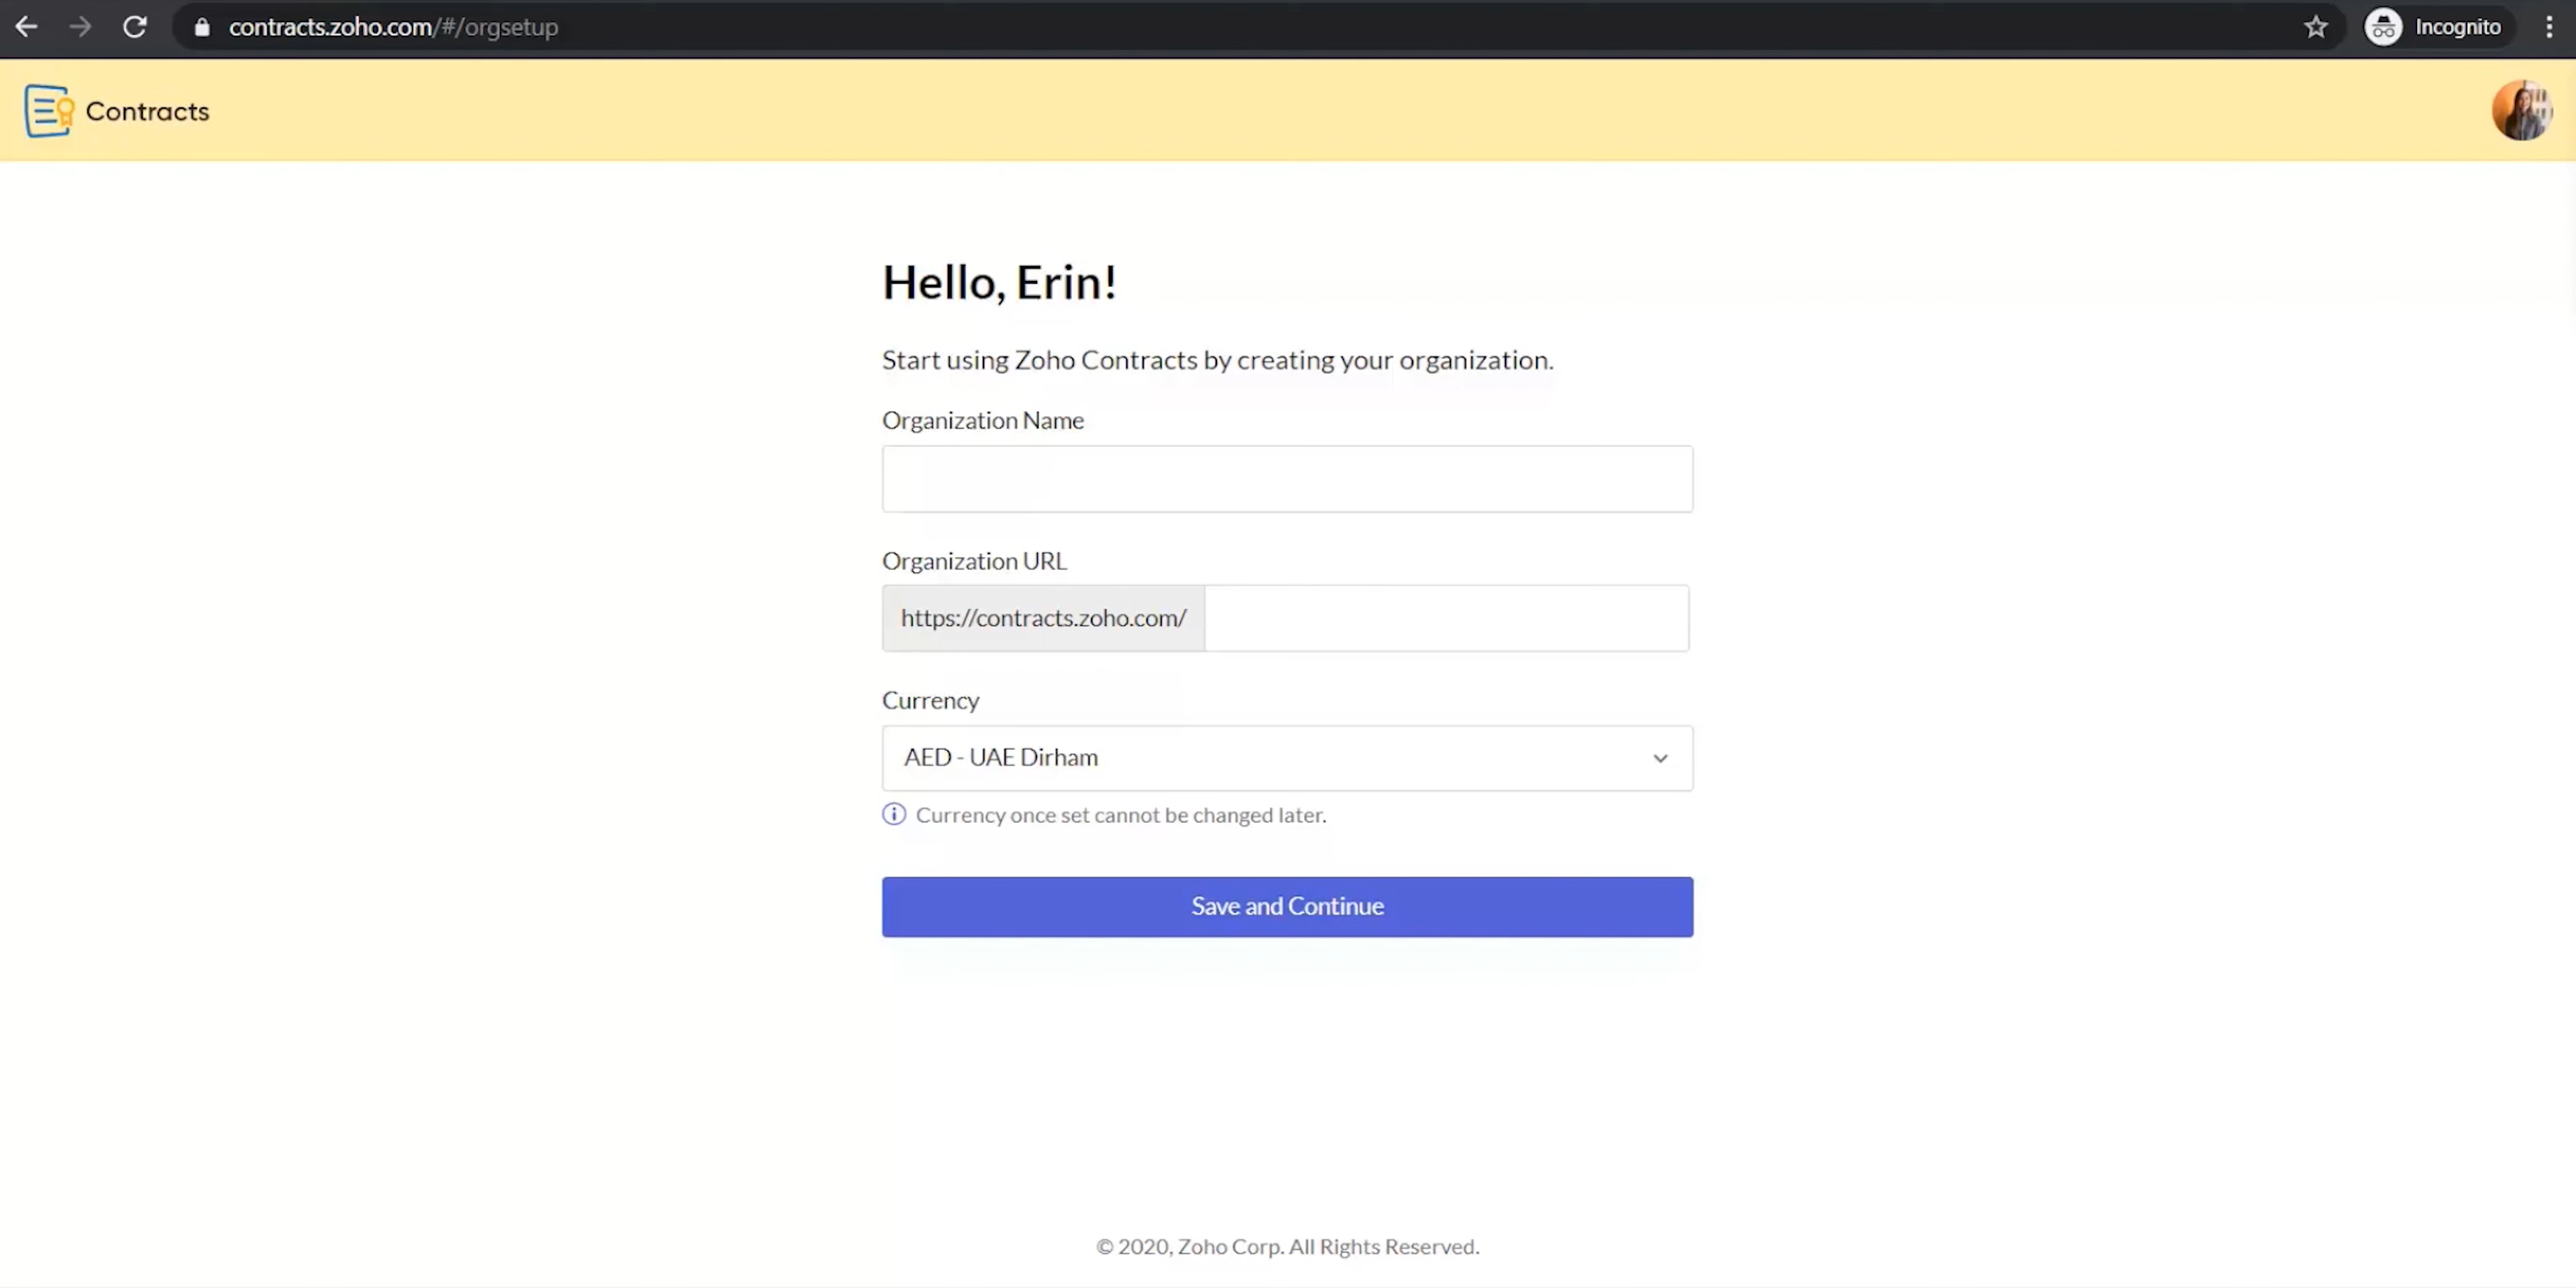 contracts.zoho.com/#/orgsetup
Incognito
Contracts
Hello, Erin!
Start using Zoho Contracts by creating your organization.
Organization Name
Organization URL
https://contracts.zoho.com/
Currency
AED - UAE Dirham
Currency once set cannot be changed later.
Save and Continue
© 2020, Zoho Corp. All Rights Reserved.